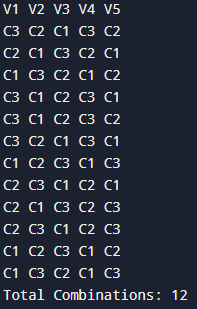 V1 V2 V3 V4 V5
C3 C2 C1 C3 C2
C2 C1 C3 C2 C1
C1 C3 C2 C1 C2
C3 C1 C2 C3 C1
C3 C1 C2 C3 C2
C3 C2 C1 C3 C1
C1 C2 C3 C1 C3
C2 C3 C1 C2 C1
C2 C1 C3 C2 C3
C2 C3 C1 C2 C3
C1 C2 C3 C1 C2
C1 C3 C2 C1 C3
Total Combinations: 12